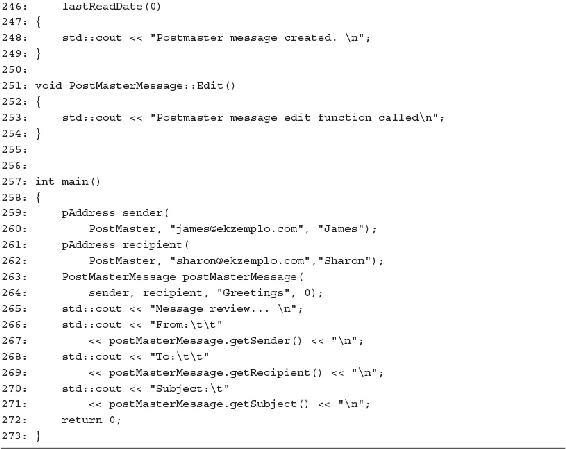 246:     lastReadDate(0)
247: {
248:     std::cout << "Postmaster message created. \n";
249: }
250:
251: void PostMasterMessage::Edit()
252: {
253:     std::cout << "Postmaster message edit function called\n";
254: }
255:
256:
257: int main()
258: {
259:     pAddress sender(
260:         PostMaster, "james@ekzemplo.com", "James");
261:     pAddress recipient(
262:         PostMaster, "sharon@ekzemplo.com","Sharon");
263:     PostMasterMessage postMasterMessage(
264:         sender, recipient, "Greetings", 0);
265:     std::cout << "Message review... \n";
266:     std::cout << "From:\t\t"
267:         << postMasterMessage.getSender() << "\n";
268:     std::cout << "To:\t\t"
269:         << postMasterMessage.getRecipient() << "\n";
270:     std::cout << "Subject:\t"
271:         << postMasterMessage.getSubject() << "\n";
272:     return 0;
273: }